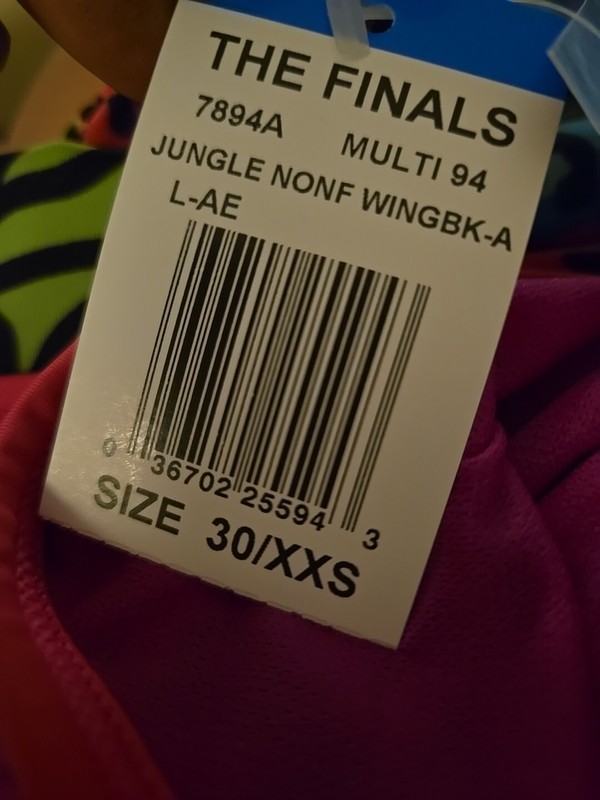 THE FINALS
7894A MULTI 94
JUNGLE NONF WINGBK-A
L-AE
0 36702 25594 3
SIZE 30/XXS